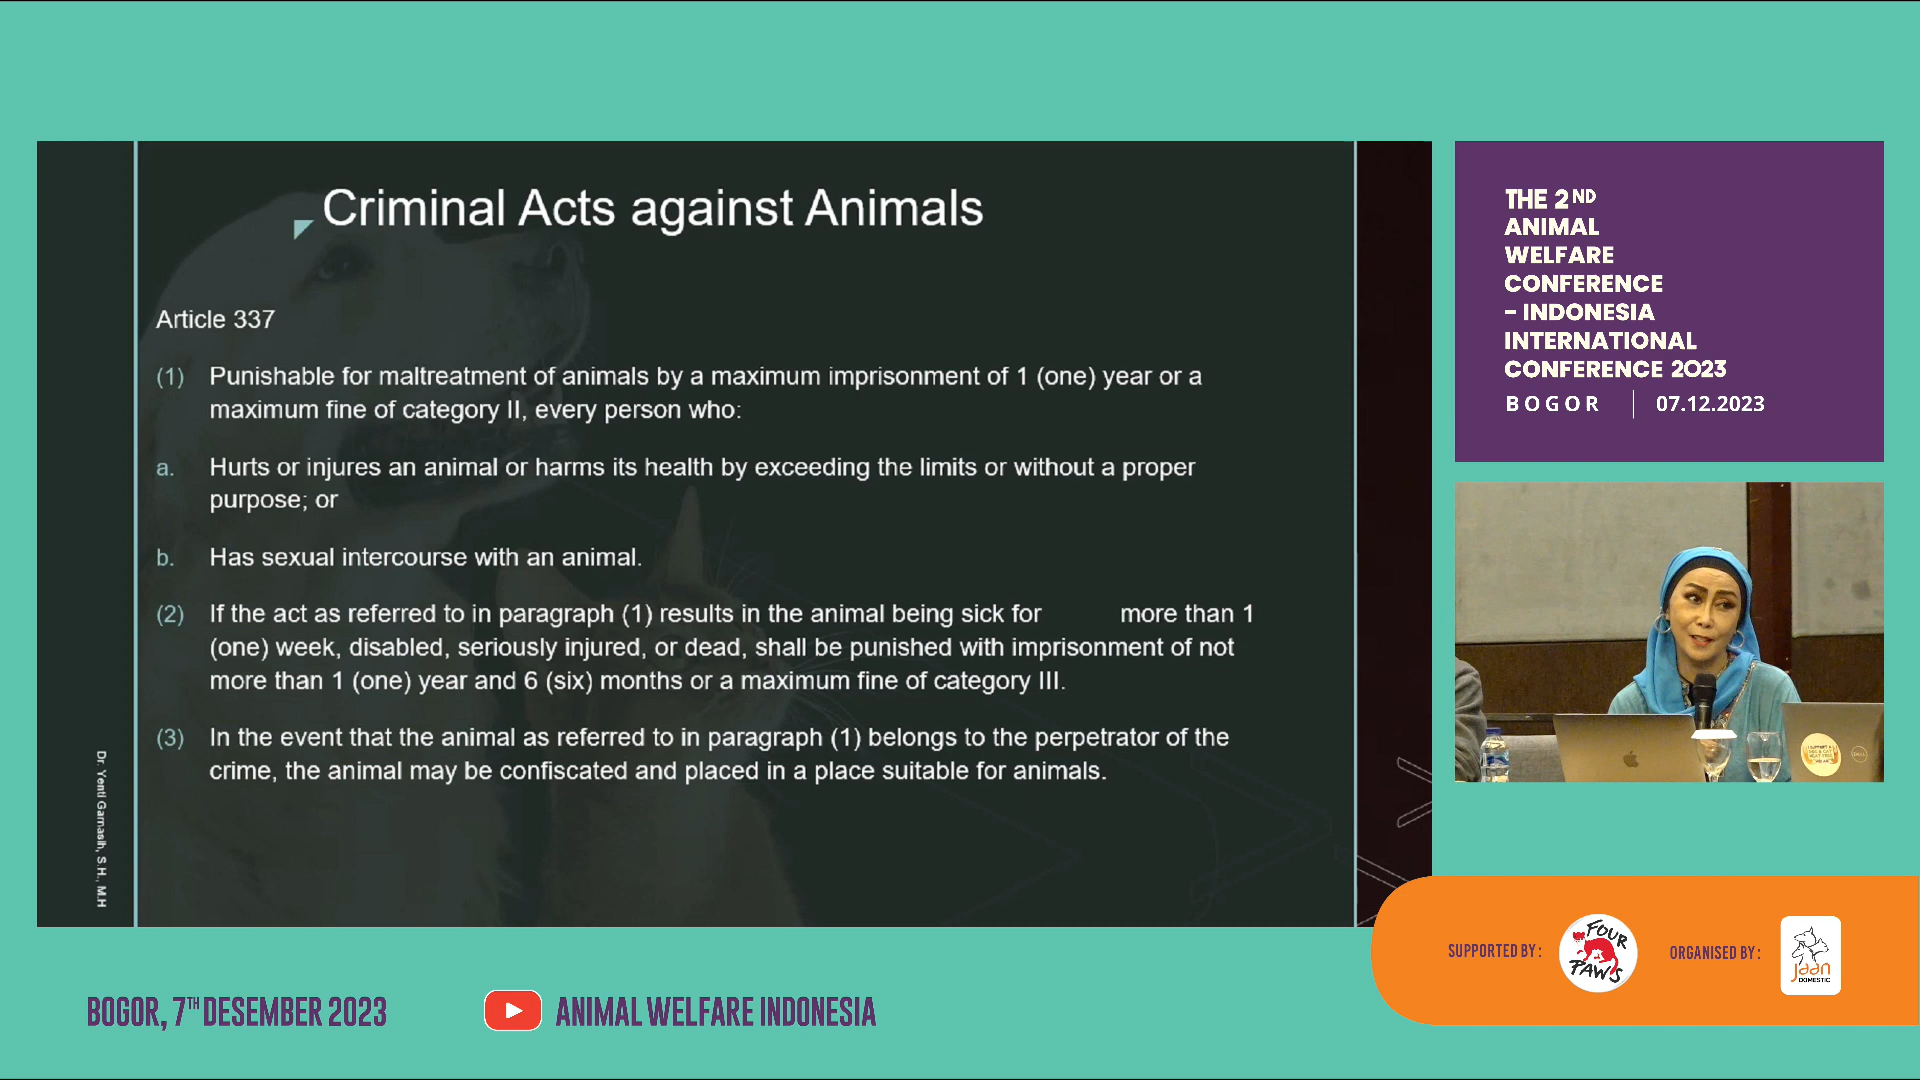 Criminal Acts against Animals
Article 337
(1) Punishable for maltreatment of animals by a maximum imprisonment of 1 (one) year or a
maximum fine of category II, every person who:
a. Hurts or injures an animal or harms its health by exceeding the limits or without a proper
purpose; or
b. Has sexual intercourse with an animal.
(2) If the act as referred to in paragraph (1) results in the animal being sick for more than 1
(one) week, disabled, seriously injured, or dead, shall be punished with imprisonment of not
more than 1 (one) year and 6 (six) months or a maximum fine of category III.
(3) In the event that the animal as referred to in paragraph (1) belongs to the perpetrator of the
crime, the animal may be confiscated and placed in a place suitable for animals.
Dr. Yenti Garnasih, S.H., M.H
THE 2ND
ANIMAL
WELFARE
CONFERENCE
- INDONESIA
INTERNATIONAL
CONFERENCE 2023
BOGOR | 07.12.2023
SUPPORTED BY :
FOUR
PAWS
ORGANISED BY :
jaan
DOMESTIC
BOGOR, 7TH DESEMBER 2023
ANIMAL WELFARE INDONESIA